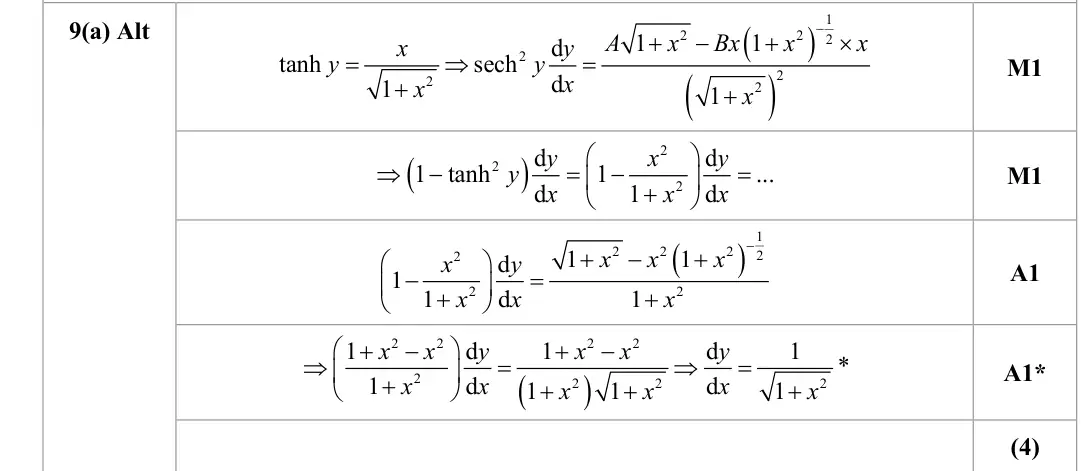 9(a) Alt
tanh y = x/√(1 + x²) ⇒ sech² y dy/dx = (A√(1 + x²) − Bx(1 + x²)^(−1/2) × x)/(√(1 + x²))²
M1
⇒ (1 − tanh² y) dy/dx = (1 − x²/(1 + x²)) dy/dx = ...
M1
(1 − x²/(1 + x²)) dy/dx = (√(1 + x²) − x²(1 + x²)^(−1/2))/(1 + x²)
A1
⇒ ((1 + x² − x²)/(1 + x²)) dy/dx = (1 + x² − x²)/((1 + x²)√(1 + x²)) ⇒ dy/dx = 1/√(1 + x²) *
A1*
(4)